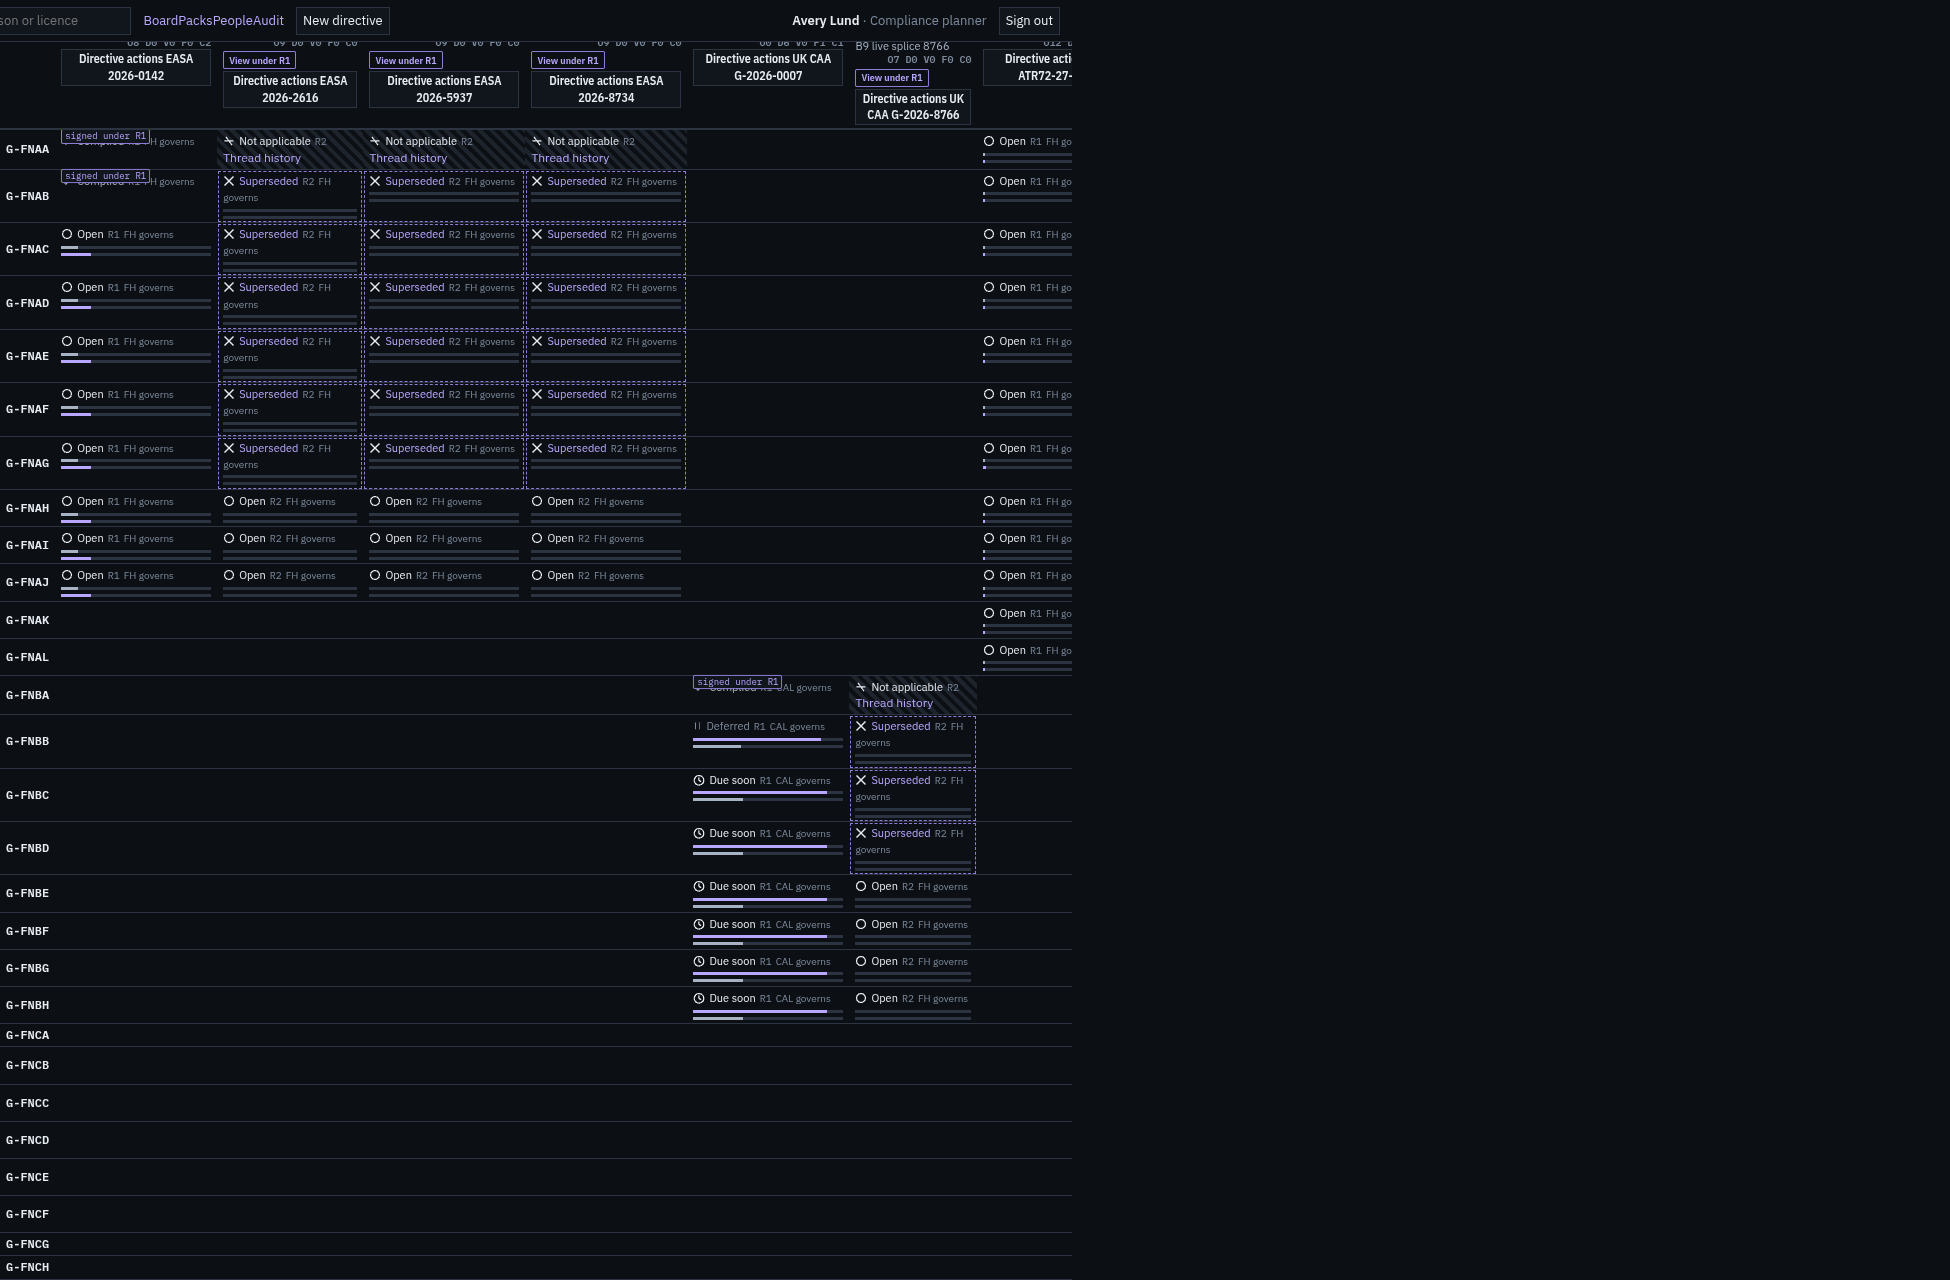 son or licence BoardPacksPeopleAudit New directive Avery Lund · Compliance planner Sign out
B9 live splice 8766
O7 D0 V0 F0 C0
View under R1 View under R1 View under R1 View under R1
Directive actions EASA 2026-0142
Directive actions EASA 2026-2616
Directive actions EASA 2026-5937
Directive actions EASA 2026-8734
Directive actions UK CAA G-2026-0007
Directive actions UK CAA G-2026-8766
ATR72-27-
G-FNAA signed under R1 H governs Not applicable R2 Not applicable R2 Not applicable R2 Open R1 FH go
Thread history Thread history Thread history
G-FNAB signed under R1 H governs Superseded R2 FH governs Superseded R2 FH governs Superseded R2 FH governs Open R1 FH go
G-FNAC Open R1 FH governs Superseded R2 FH governs Superseded R2 FH governs Superseded R2 FH governs Open R1 FH go
G-FNAD Open R1 FH governs Superseded R2 FH governs Superseded R2 FH governs Superseded R2 FH governs Open R1 FH go
G-FNAE Open R1 FH governs Superseded R2 FH governs Superseded R2 FH governs Superseded R2 FH governs Open R1 FH go
G-FNAF Open R1 FH governs Superseded R2 FH governs Superseded R2 FH governs Superseded R2 FH governs Open R1 FH go
G-FNAG Open R1 FH governs Superseded R2 FH governs Superseded R2 FH governs Superseded R2 FH governs Open R1 FH go
G-FNAH Open R1 FH governs Open R2 FH governs Open R2 FH governs Open R2 FH governs Open R1 FH go
G-FNAI Open R1 FH governs Open R2 FH governs Open R2 FH governs Open R2 FH governs Open R1 FH go
G-FNAJ Open R1 FH governs Open R2 FH governs Open R2 FH governs Open R2 FH governs Open R1 FH go
G-FNAK Open R1 FH go
G-FNAL Open R1 FH go
G-FNBA signed under R1 AL governs Not applicable R2
Thread history
G-FNBB Deferred R1 CAL governs Superseded R2 FH governs
G-FNBC Due soon R1 CAL governs Superseded R2 FH governs
G-FNBD Due soon R1 CAL governs Superseded R2 FH governs
G-FNBE Due soon R1 CAL governs Open R2 FH governs
G-FNBF Due soon R1 CAL governs Open R2 FH governs
G-FNBG Due soon R1 CAL governs Open R2 FH governs
G-FNBH Due soon R1 CAL governs Open R2 FH governs
G-FNCA
G-FNCB
G-FNCC
G-FNCD
G-FNCE
G-FNCF
G-FNCG
G-FNCH